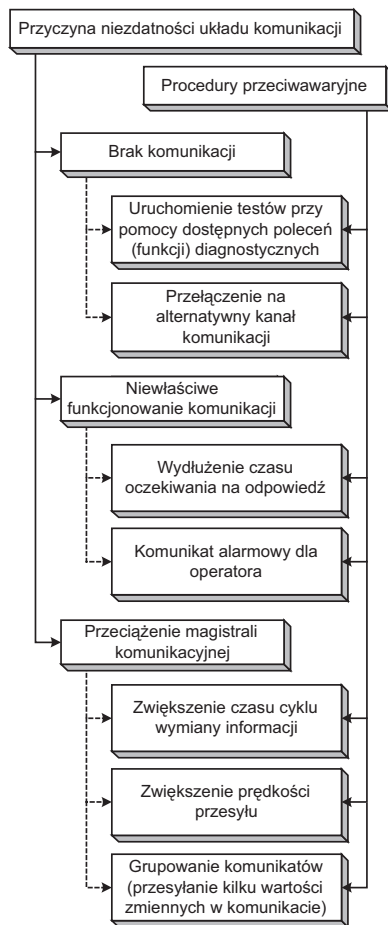 Przyczyna niezdatności układu komunikacji
Procedury przeciwawaryjne
Brak komunikacji
Uruchomienie testów przy
pomocy dostępnych poleceń
(funkcji) diagnostycznych
Przełączenie na
alternatywny kanał
komunikacji
Niewłaściwe
funkcjonowanie komunikacji
Wydłużenie czasu
oczekiwania na odpowiedź
Komunikat alarmowy dla
operatora
Przeciążenie magistrali
komunikacyjnej
Zwiększenie czasu cyklu
wymiany informacji
Zwiększenie prędkości
przesyłu
Grupowanie komunikatów
(przesyłanie kilku wartości
zmiennych w komunikacie)